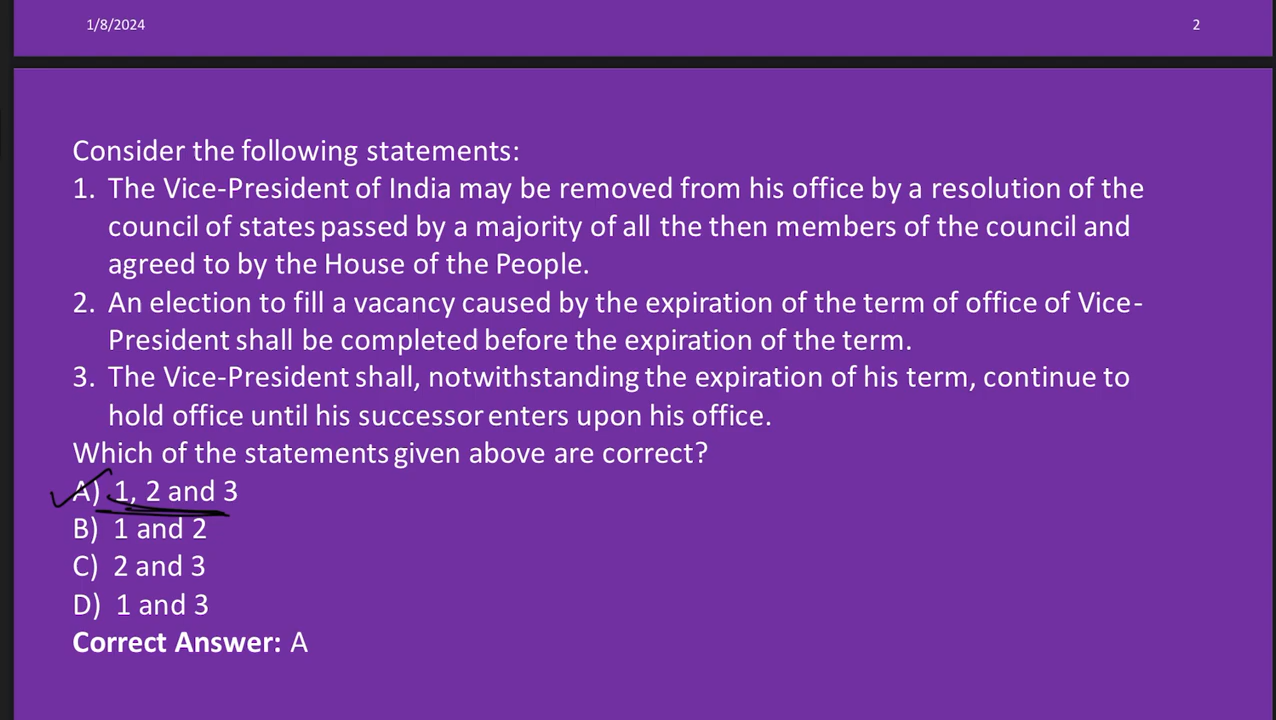 1/8/2024 2
Consider the following statements:
1. The Vice-President of India may be removed from his office by a resolution of the
council of states passed by a majority of all the then members of the council and
agreed to by the House of the People.
2. An election to fill a vacancy caused by the expiration of the term of office of Vice-
President shall be completed before the expiration of the term.
3. The Vice-President shall, notwithstanding the expiration of his term, continue to
hold office until his successor enters upon his office.
Which of the statements given above are correct?
A) 1, 2 and 3
B) 1 and 2
C) 2 and 3
D) 1 and 3
Correct Answer: A